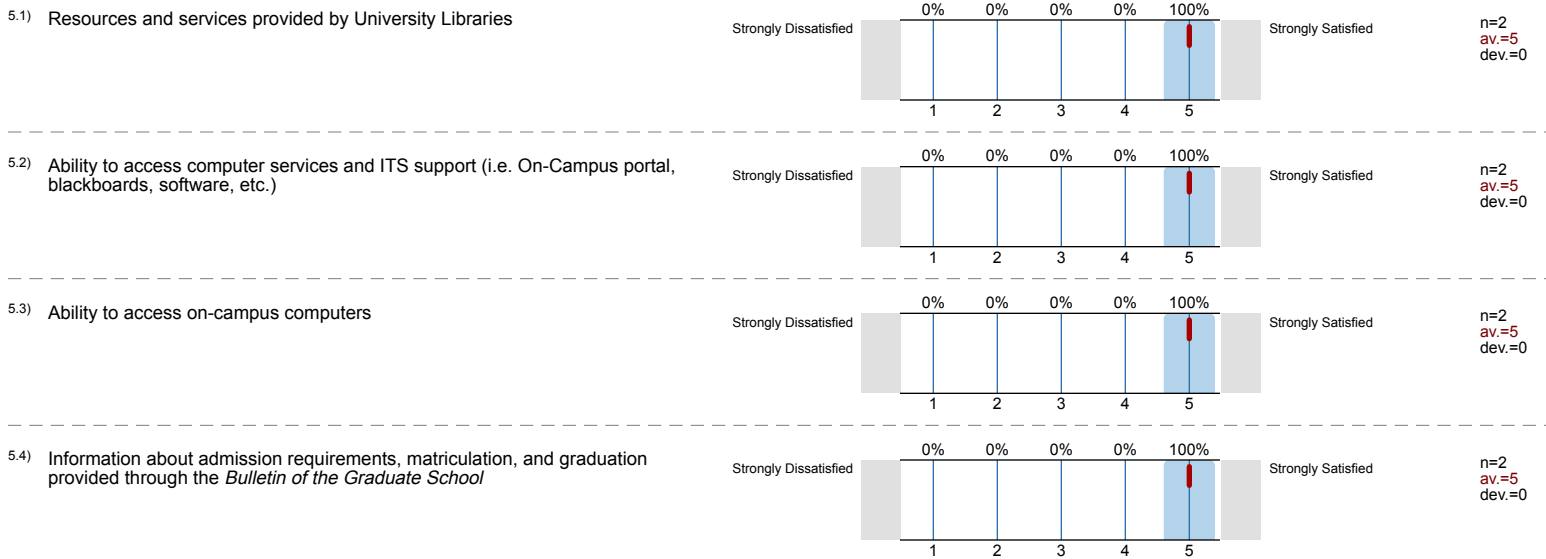 5.1) Resources and services provided by University Libraries
0% 0% 0% 0% 100%
Strongly Dissatisfied
Strongly Satisfied
n=2
av.=5
dev.=0
1 2 3 4 5
5.2) Ability to access computer services and ITS support (i.e. On-Campus portal,
blackboards, software, etc.)
0% 0% 0% 0% 100%
Strongly Dissatisfied
Strongly Satisfied
n=2
av.=5
dev.=0
1 2 3 4 5
5.3) Ability to access on-campus computers
0% 0% 0% 0% 100%
Strongly Dissatisfied
Strongly Satisfied
n=2
av.=5
dev.=0
1 2 3 4 5
5.4) Information about admission requirements, matriculation, and graduation
provided through the Bulletin of the Graduate School
0% 0% 0% 0% 100%
Strongly Dissatisfied
Strongly Satisfied
n=2
av.=5
dev.=0
1 2 3 4 5